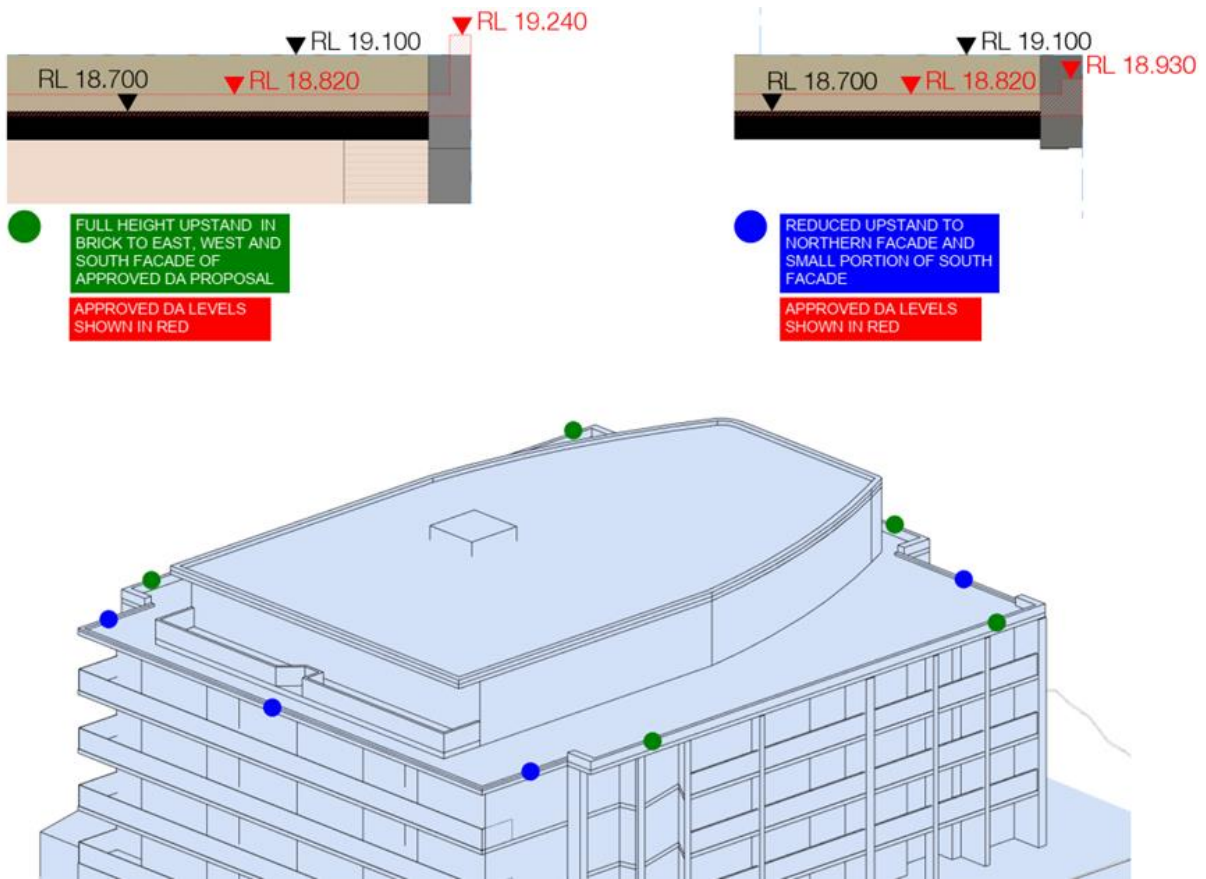 RL 19.240
RL 19.100
RL 18.700
RL 18.820
FULL HEIGHT UPSTAND IN
BRICK TO EAST, WEST AND
SOUTH FACADE OF
APPROVED DA PROPOSAL
APPROVED DA LEVELS
SHOWN IN RED
RL 19.100
RL 18.930
RL 18.700
RL 18.820
REDUCED UPSTAND TO
NORTHERN FACADE AND
SMALL PORTION OF SOUTH
FACADE
APPROVED DA LEVELS
SHOWN IN RED